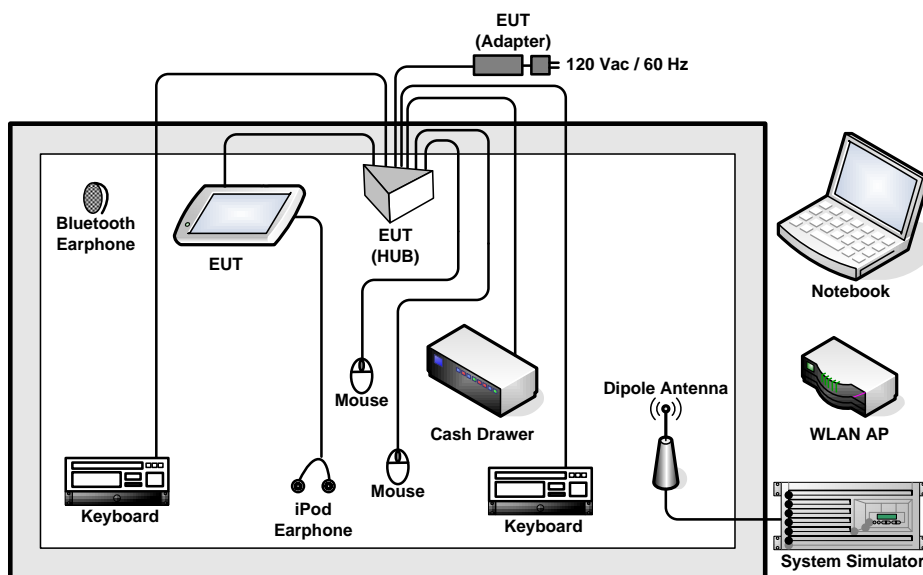 EUT
(Adapter)
120 Vac / 60 Hz
Bluetooth
Earphone
EUT
EUT
(HUB)
Notebook
Mouse
Cash Drawer
Dipole Antenna
WLAN AP
Keyboard
iPod
Earphone
Mouse
Keyboard
System Simulator